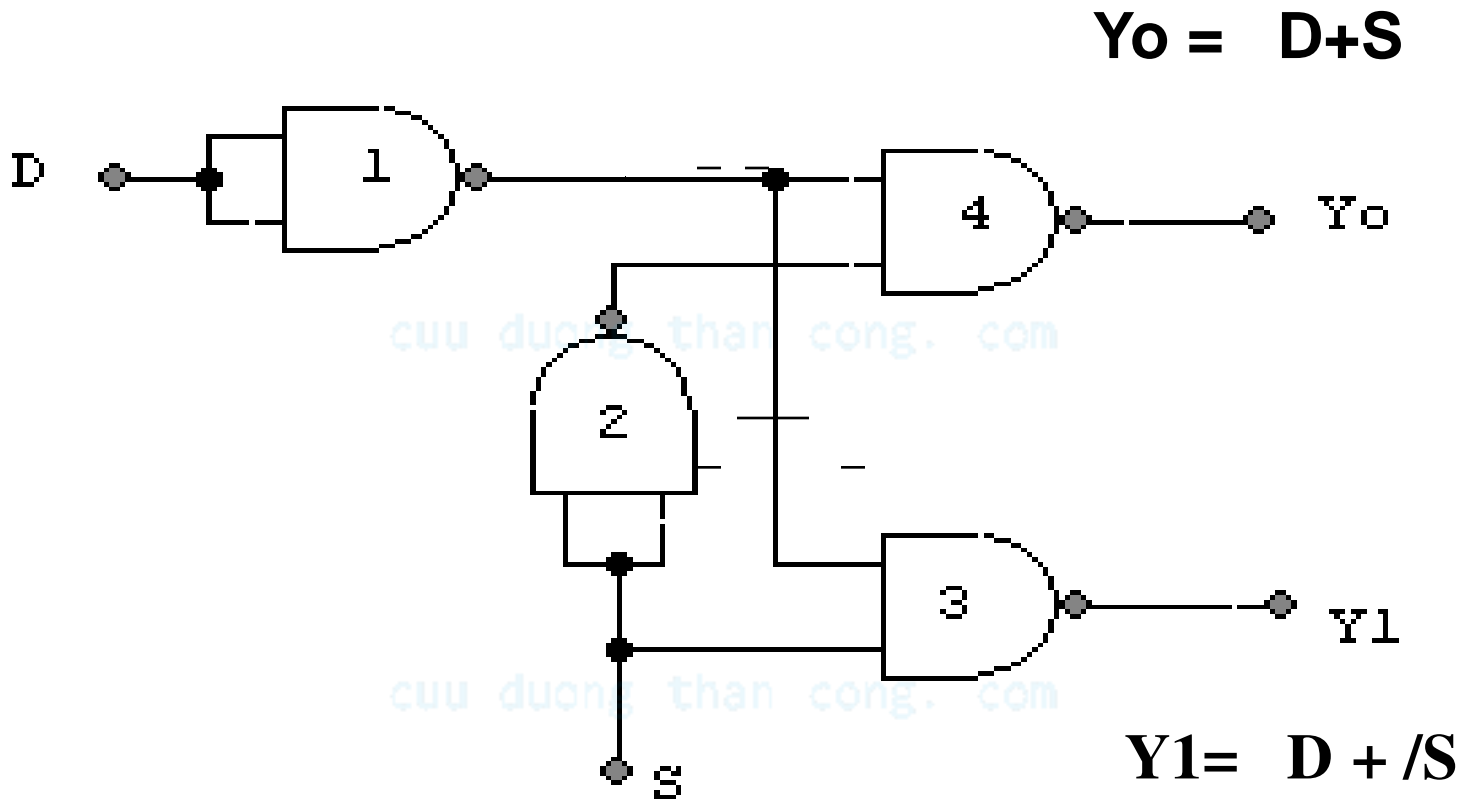 Yo = D+S
D
1
4
Yo
cuu duong than cong. com
2
3
Y1
cuu duong than cong. com
Y1= D + /S
S